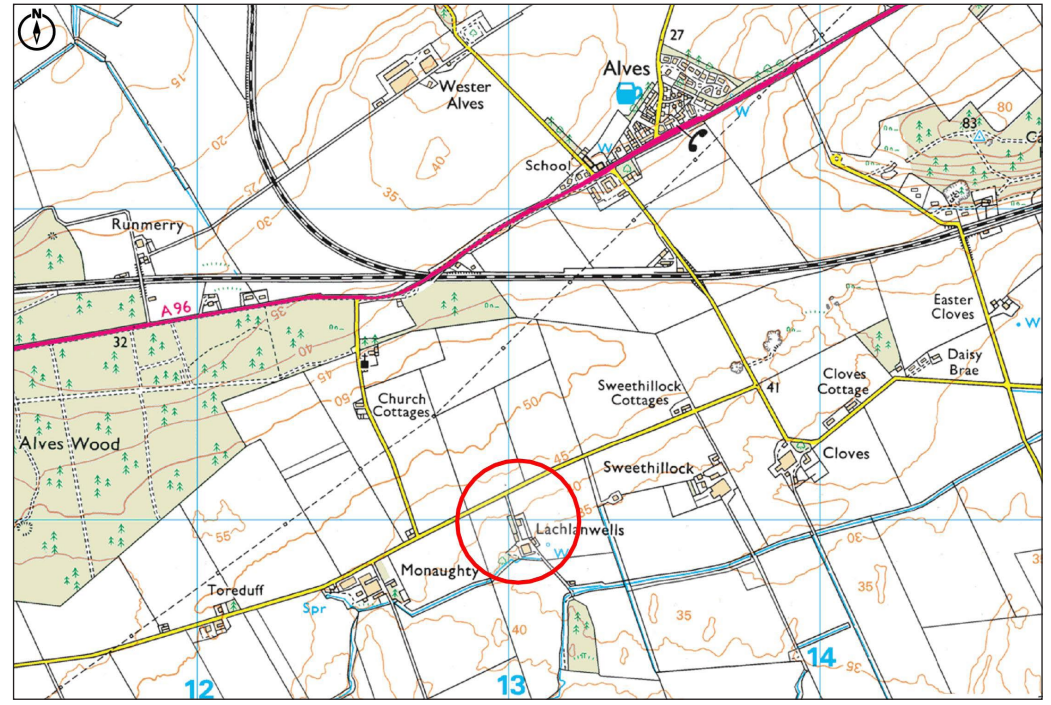 N
27
Alves
15
Wester
Alves
W
80
83
20
40
School
W
35
25
30
Runmerry
A 96
35
32
40
45
50
Church
Cottages
Easter
Cloves
W
Daisy
Brae
Cloves
Cottage
Sweethillock
Cottages
41
50
45
Alves Wood
Cloves
Sweethillock
35
55
Lachlanwells
W
Monaughty
Toreduff
Spr
40
35
35
14
12
13